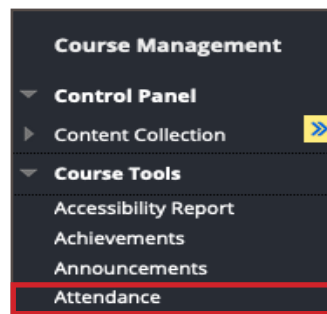 Course Management
Control Panel
Content Collection
Course Tools
Accessibility Report
Achievements
Announcements
Attendance